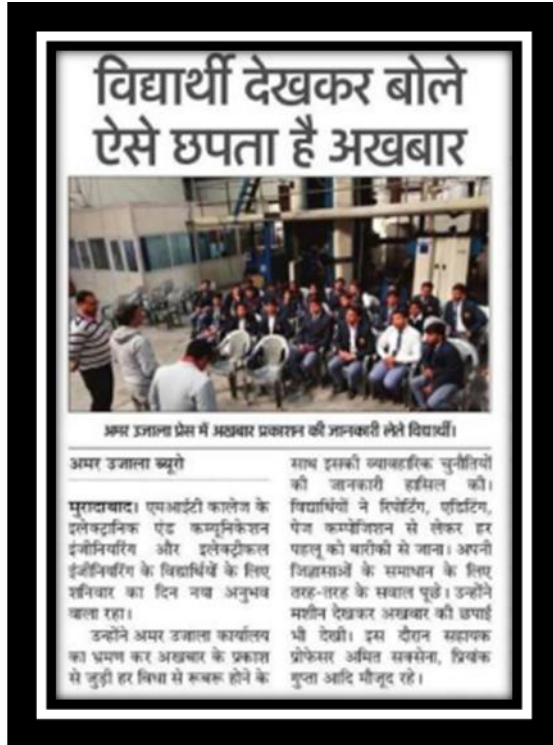 विद्यार्थी देखकर बोले
ऐसे छपता है अखबार
अमर उजाला प्रेस में अखबार प्रकाशन की जानकारी लेते विद्यार्थी।
अमर उजाला ब्यूरो
मुरादाबाद। एमआईटी कालेज के
इलेक्ट्रानिक एंड कम्यूनिकेशन
इंजीनियरिंग और इलेक्ट्रीकल
इंजीनियरिंग के विद्यार्थियों के लिए
शनिवार का दिन नया अनुभव
वाला रहा।
उन्होंने अमर उजाला कार्यालय
का भ्रमण कर अखबार के प्रकाश
से जुड़ी हर विधा से रूबरू होने के
साथ इसकी व्यावहारिक चुनौतियों
की जानकारी हासिल की।
विद्यार्थियों ने रिपोर्टिंग, एडिटिंग,
पेज कम्पोजिशन से लेकर हर
पहलू को बारीकी से जाना। अपनी
जिज्ञासाओं के समाधान के लिए
तरह-तरह के सवाल पूछे। उन्होंने
मशीन देखकर अखबार की छपाई
भी देखी। इस दौरान सहायक
प्रोफेसर अमित सक्सेना, प्रियंक
गुप्ता आदि मौजूद रहे।